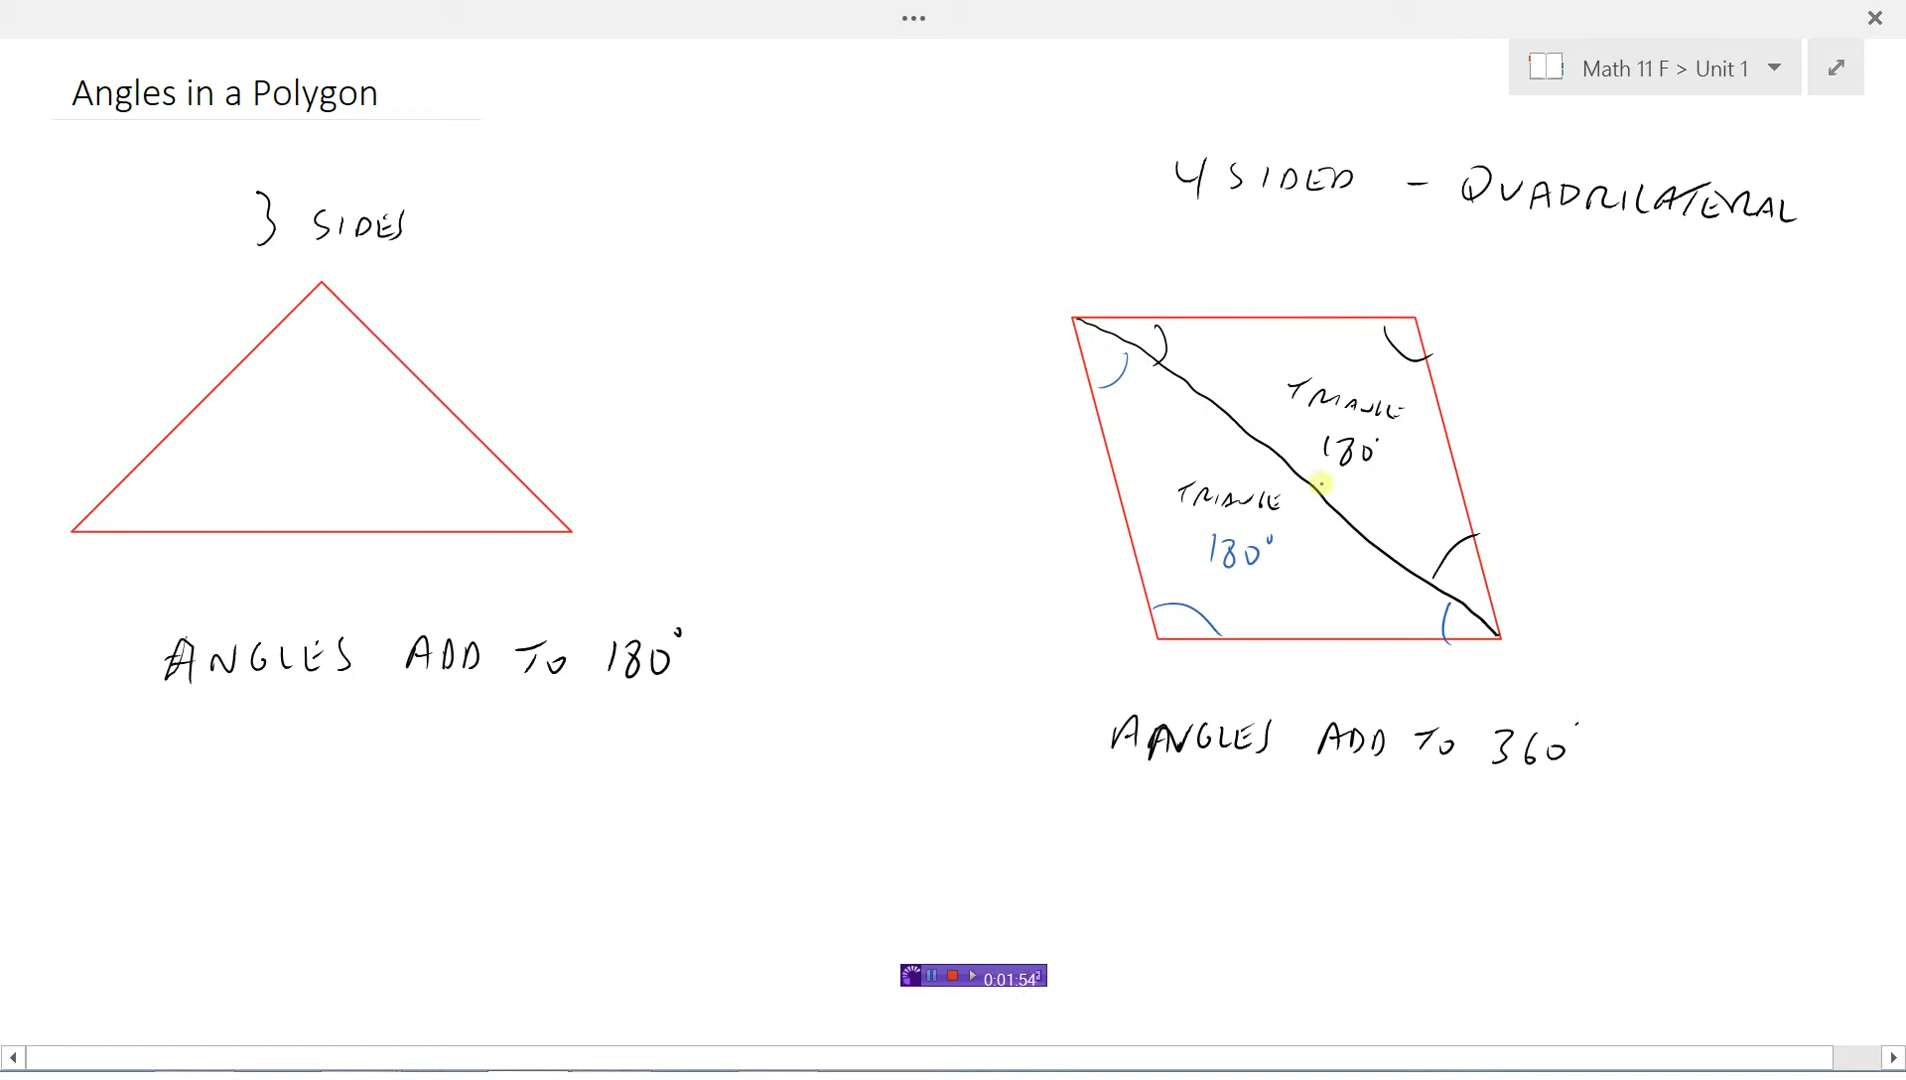 Math 11 F > Unit 1
Angles in a Polygon
3 SIDES
4 SIDED - QUADRILATERAL
TRIANGLE
180°
TRIANGLE
180°
ANGLES ADD TO 180°
ANGLES ADD TO 360°
0:01:54